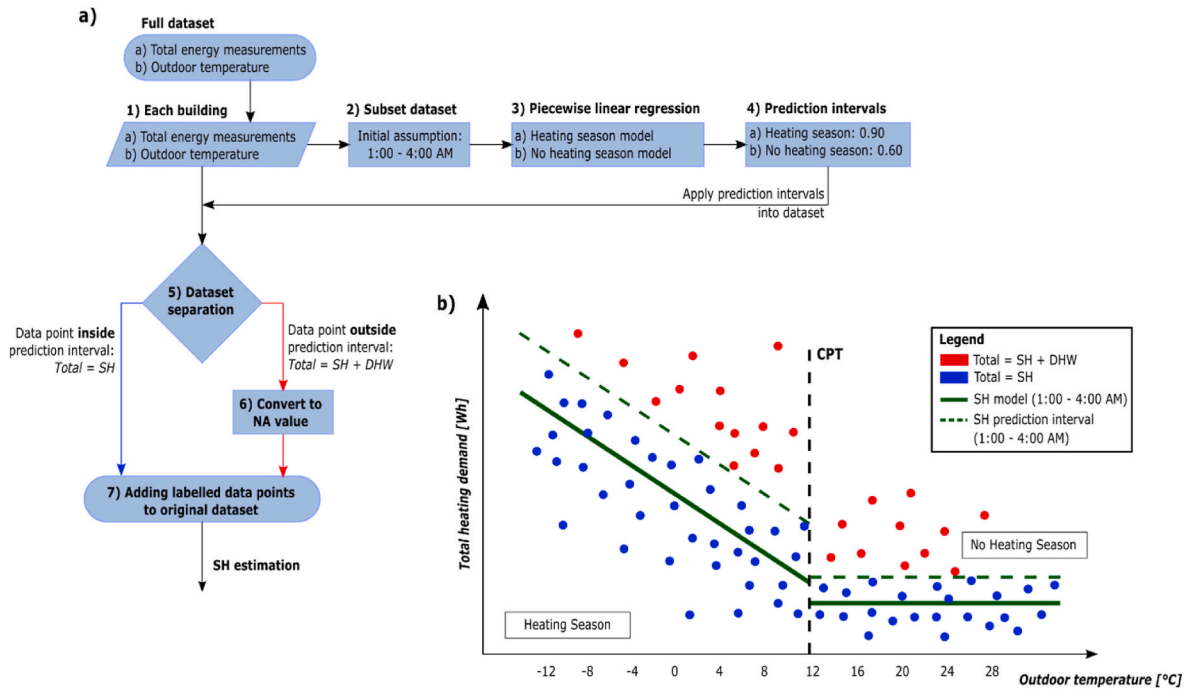 a)
Full dataset
a) Total energy measurements
b) Outdoor temperature
1) Each building
a) Total energy measurements
b) Outdoor temperature
2) Subset dataset
Initial assumption:
1:00 - 4:00 AM
3) Piecewise linear regression
a) Heating season model
b) No heating season model
4) Prediction intervals
a) Heating season: 0.90
b) No heating season: 0.60
Apply prediction intervals
into dataset
5) Dataset
separation
Data point inside
prediction interval:
Total = SH
Data point outside
prediction interval:
Total = SH + DHW
6) Convert to
NA value
7) Adding labelled data points
to original dataset
SH estimation
b)
Total heating demand [Wh]
CPT
Legend
Total = SH + DHW
Total = SH
SH model (1:00 - 4:00 AM)
SH prediction interval
(1:00 - 4:00 AM)
No Heating Season
Heating Season
-12 -8 -4 0 4 8 12 16 20 24 28
Outdoor temperature [°C]